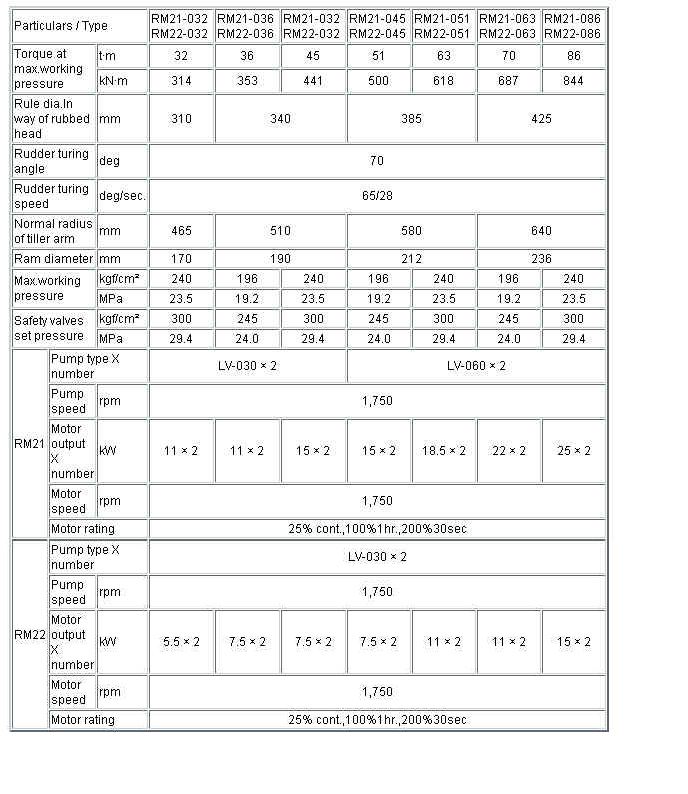 Particulars / Type RM21-032 RM21-036 RM21-032 RM21-045 RM21-051 RM21-063 RM21-086
RM22-032 RM22-036 RM22-032 RM22-045 RM22-051 RM22-063 RM22-086
Torque at
max.working
pressure
t·m 32 36 45 51 63 70 86
kN·m 314 353 441 500 618 687 844
Rule dia.In
way of rubbed
head
mm 310 340 385 425
Rudder turing
angle
deg 70
Rudder turing
speed
deg/sec. 65/28
Normal radius
of tiller arm
mm 465 510 580 640
Ram diameter mm 170 190 212 236
Max.working
pressure
kgf/cm² 240 196 240 196 240 196 240
MPa 23.5 19.2 23.5 19.2 23.5 19.2 23.5
Safety valves
set pressure
kgf/cm² 300 245 300 245 300 245 300
MPa 29.4 24.0 29.4 24.0 29.4 24.0 29.4
RM21
Pump type X
number
LV-030 × 2 LV-060 × 2
Pump
speed
rpm 1,750
Motor
output
X
number
kW 11 × 2 11 × 2 15 × 2 15 × 2 18.5 × 2 22 × 2 25 × 2
Motor
speed
rpm 1,750
Motor rating 25% cont.,100%1hr.,200%30sec
RM22
Pump type X
number
LV-030 × 2
Pump
speed
rpm 1,750
Motor
output
X
number
kW 5.5 × 2 7.5 × 2 7.5 × 2 7.5 × 2 11 × 2 11 × 2 15 × 2
Motor
speed
rpm 1,750
Motor rating 25% cont.,100%1hr.,200%30sec